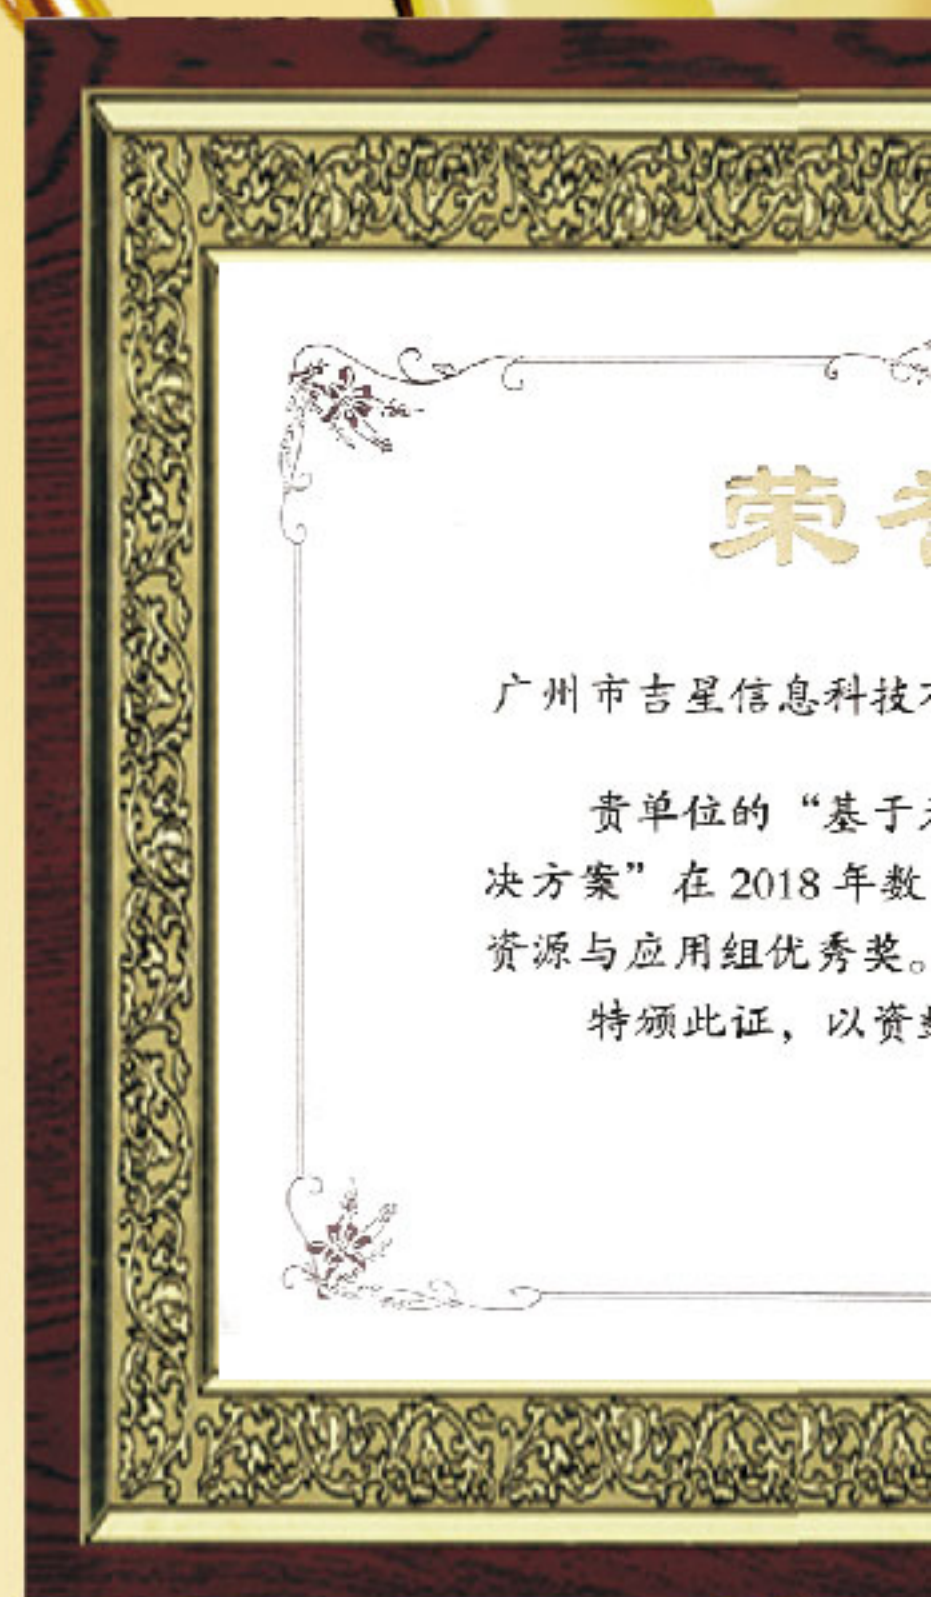 荣
广州市吉星信息科技
贵单位的“基于
决方案”在2018年数
资源与应用组优秀奖。
特颁此证，以资